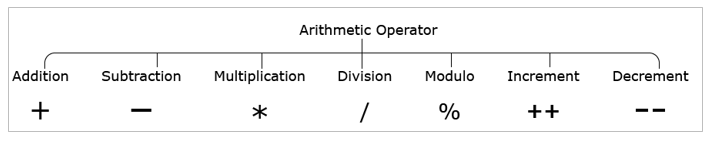 Arithmetic Operator
Addition Subtraction Multiplication Division Modulo Increment Decrement
+ − * / % ++ −−